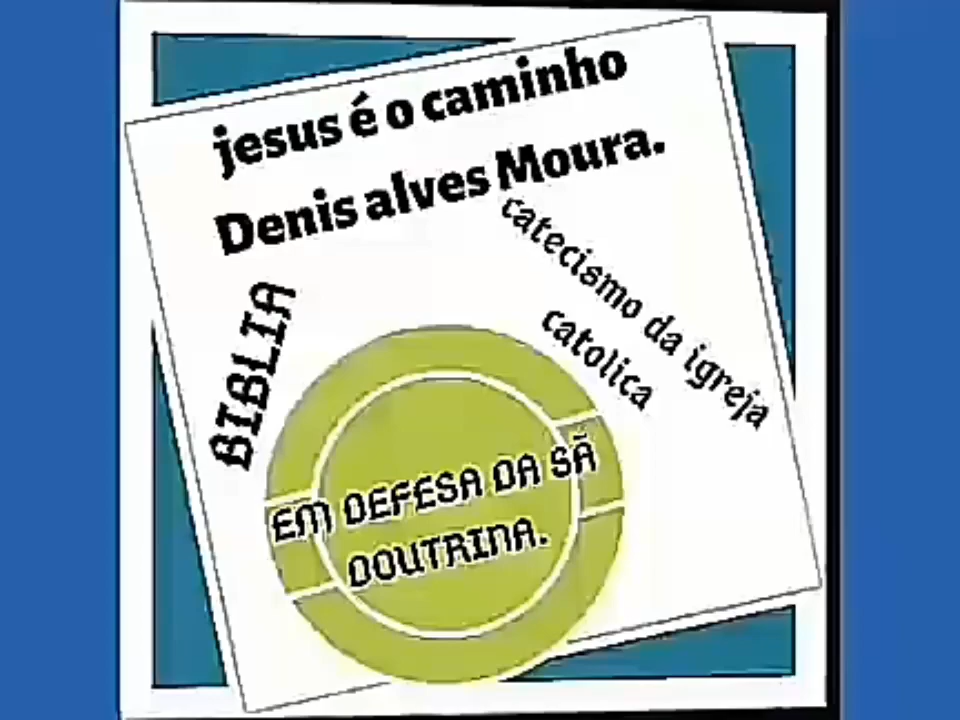 jesus é o caminho
Denis alves Moura.
catecismo da igreja
catolica
BIBLIA
EM DEFESA DA SÃ
DOUTRINA.